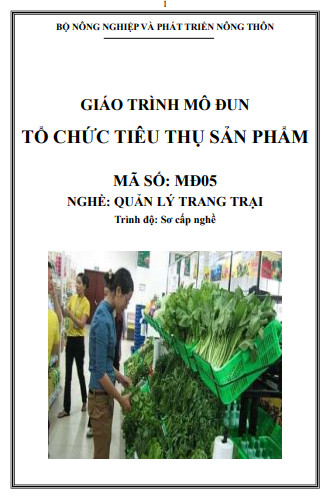 1
BỘ NÔNG NGHIỆP VÀ PHÁT TRIỂN NÔNG THÔN
GIÁO TRÌNH MÔ ĐUN
TỔ CHỨC TIÊU THỤ SẢN PHẨM
MÃ SỐ: MĐ05
NGHỀ: QUẢN LÝ TRANG TRẠI
Trình độ: Sơ cấp nghề